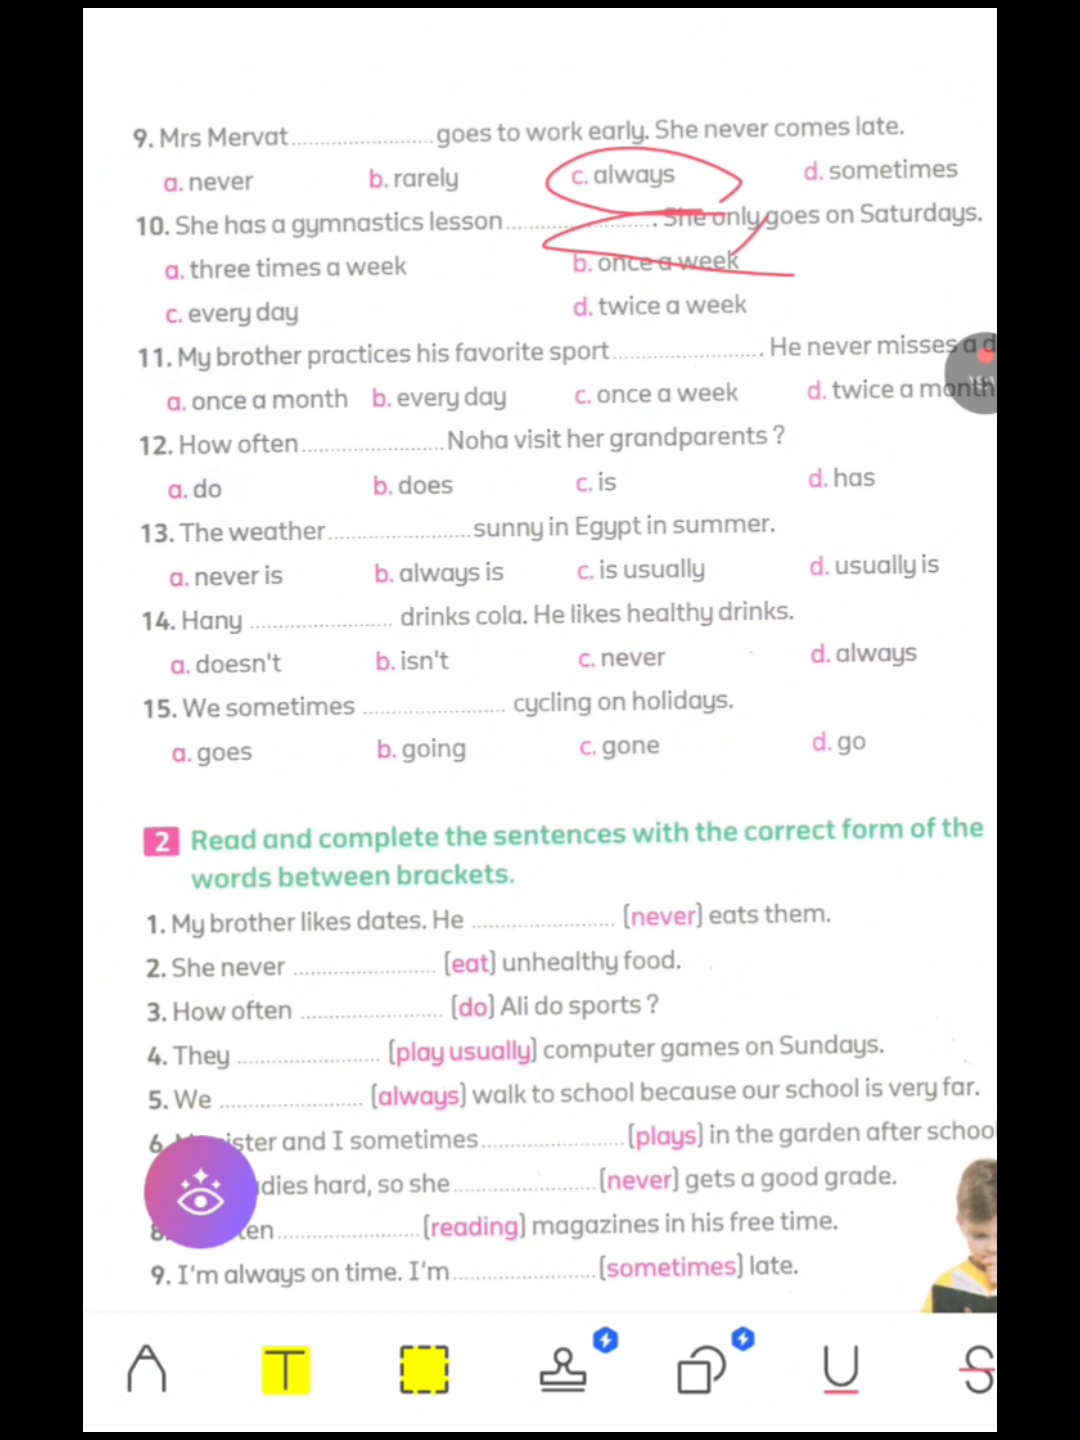 9. Mrs Mervat.....................goes to work early. She never comes late.
a. never b. rarely c. always d. sometimes
10. She has a gymnastics lesson...................... She only goes on Saturdays.
a. three times a week b. once a week
c. every day d. twice a week
11. My brother practices his favorite sport...................... He never misses a d
a. once a month b. every day c. once a week d. twice a month
12. How often.....................Noha visit her grandparents ?
a. do b. does c. is d. has
13. The weather.....................sunny in Egypt in summer.
a. never is b. always is c. is usually d. usually is
14. Hany ..................... drinks cola. He likes healthy drinks.
a. doesn't b. isn't c. never d. always
15. We sometimes ..................... cycling on holidays.
a. goes b. going c. gone d. go
2 Read and complete the sentences with the correct form of the
words between brackets.
1. My brother likes dates. He ..................... (never) eats them.
2. She never ..................... (eat) unhealthy food.
3. How often ..................... (do) Ali do sports ?
4. They ..................... (play usually) computer games on Sundays.
5. We ..................... (always) walk to school because our school is very far.
6. ister and I sometimes.....................(plays) in the garden after schoo
dies hard, so she.....................(never) gets a good grade.
8. ten.....................(reading) magazines in his free time.
9. I'm always on time. I'm.....................(sometimes) late.
T
U
S